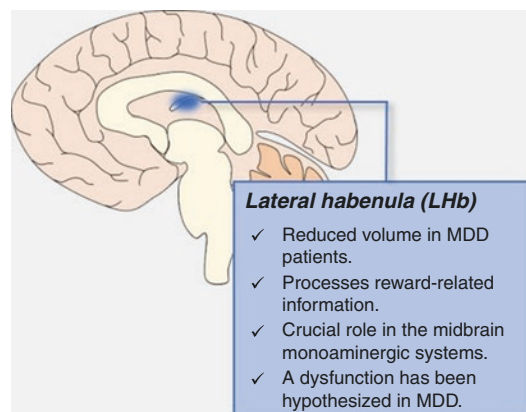 Lateral habenula (LHb)
✓ Reduced volume in MDD
patients.
✓ Processes reward-related
information.
✓ Crucial role in the midbrain
monoaminergic systems.
✓ A dysfunction has been
hypothesized in MDD.